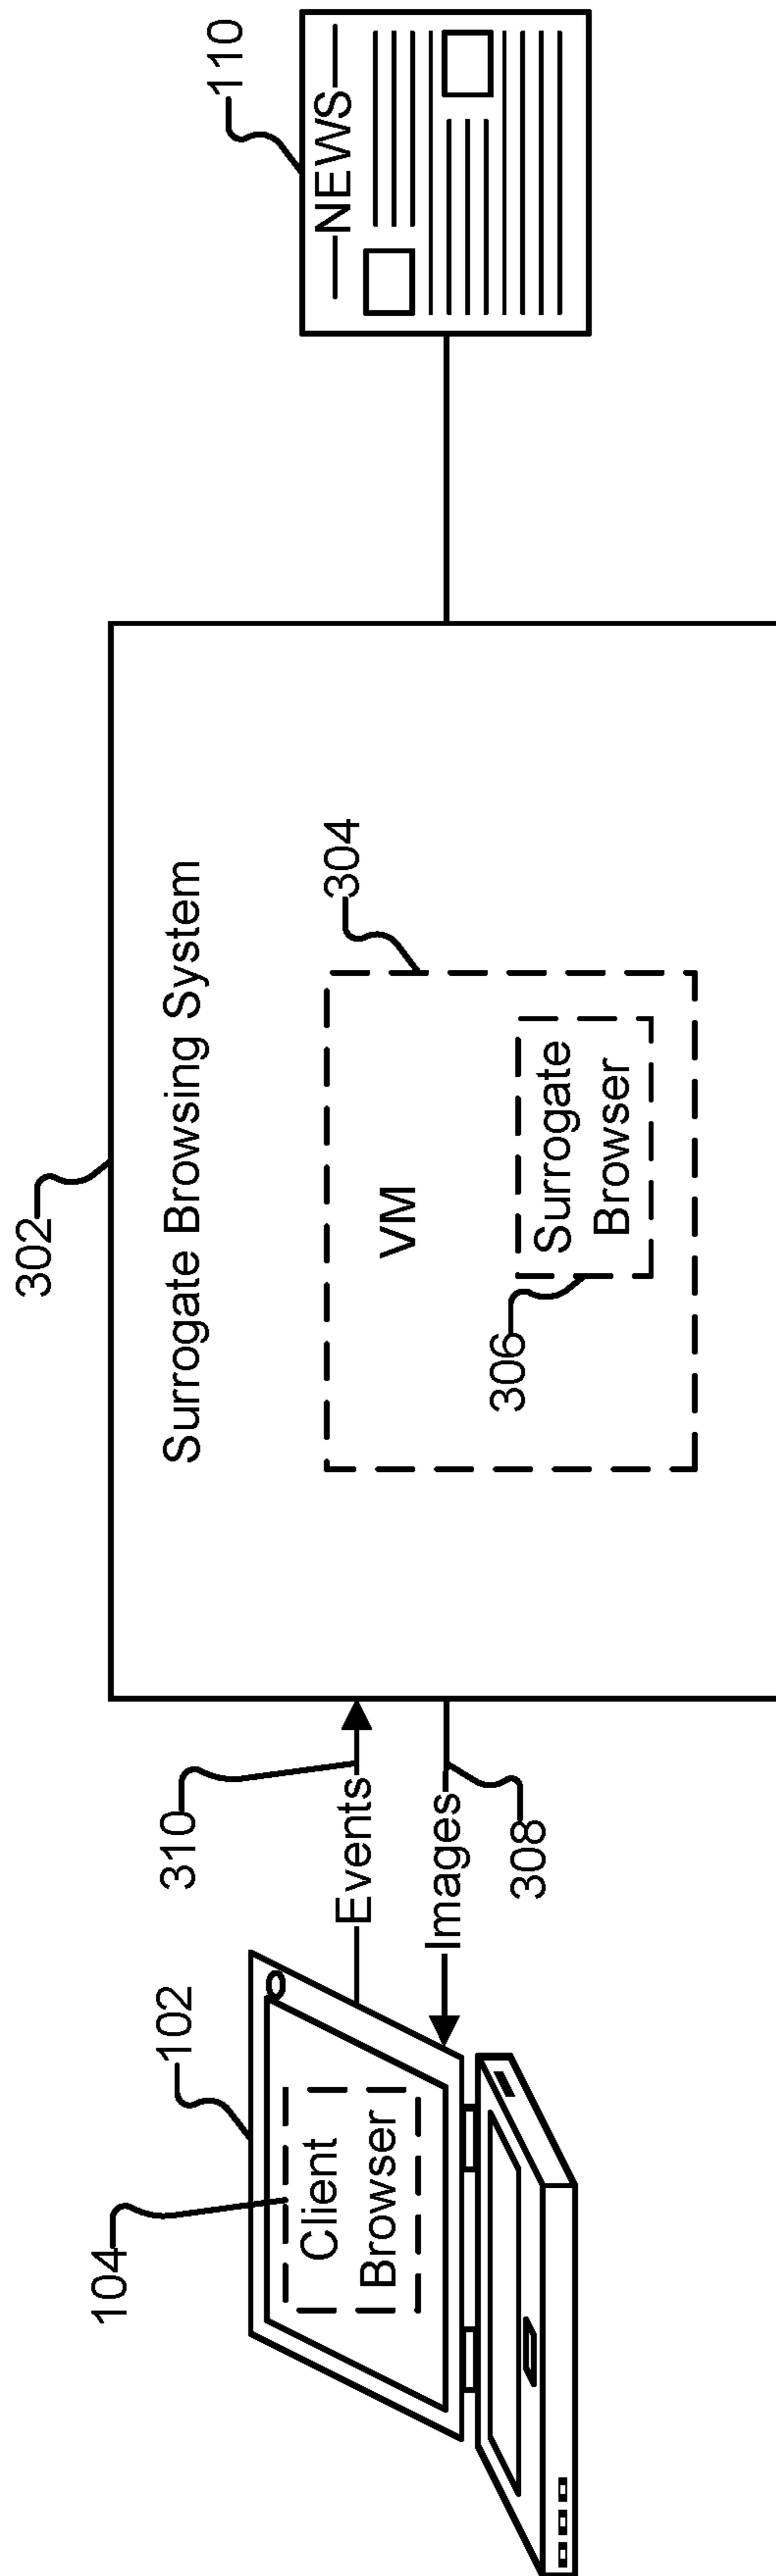 302
Surrogate Browsing System
110
NEWS
102
104
310
304
Client
Browser
Events
VM
Images
306
Surrogate
Browser
308